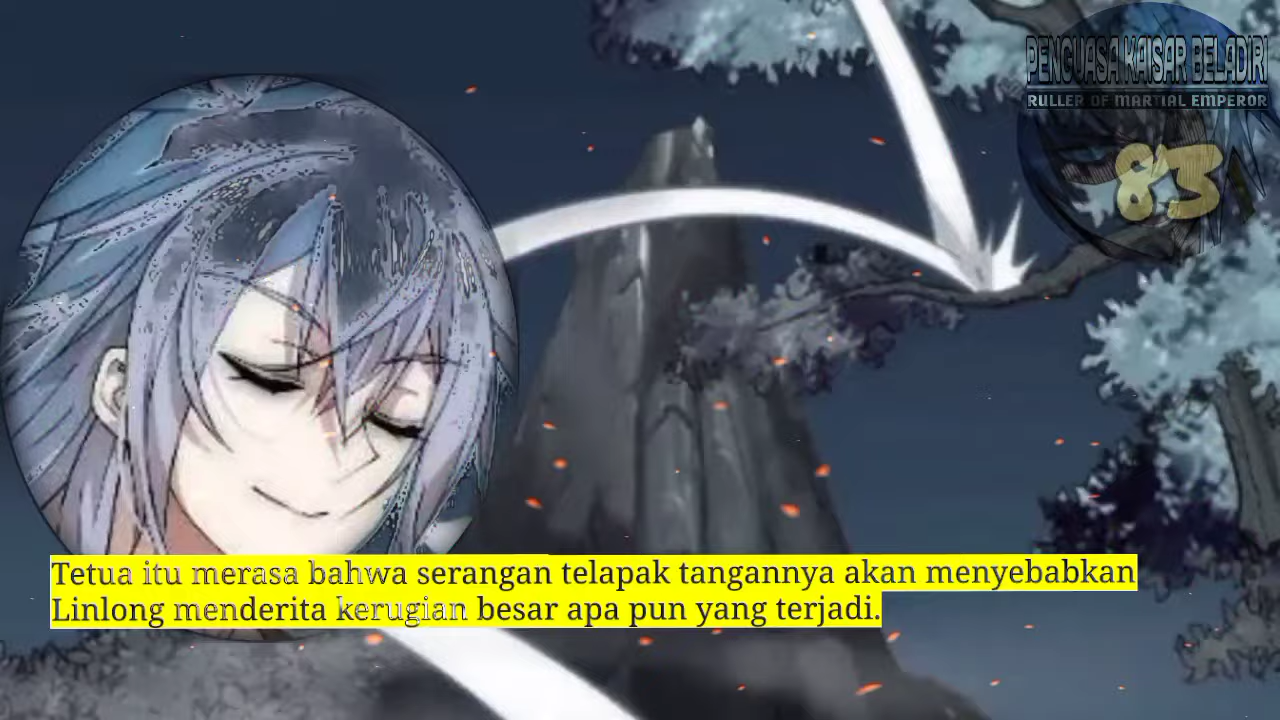 PENGUASA KAISAR BELADIRI
RULLER OF MARTIAL EMPEROR
83
Tetua itu merasa bahwa serangan telapak tangannya akan menyebabkan
Linlong menderita kerugian besar apa pun yang terjadi.